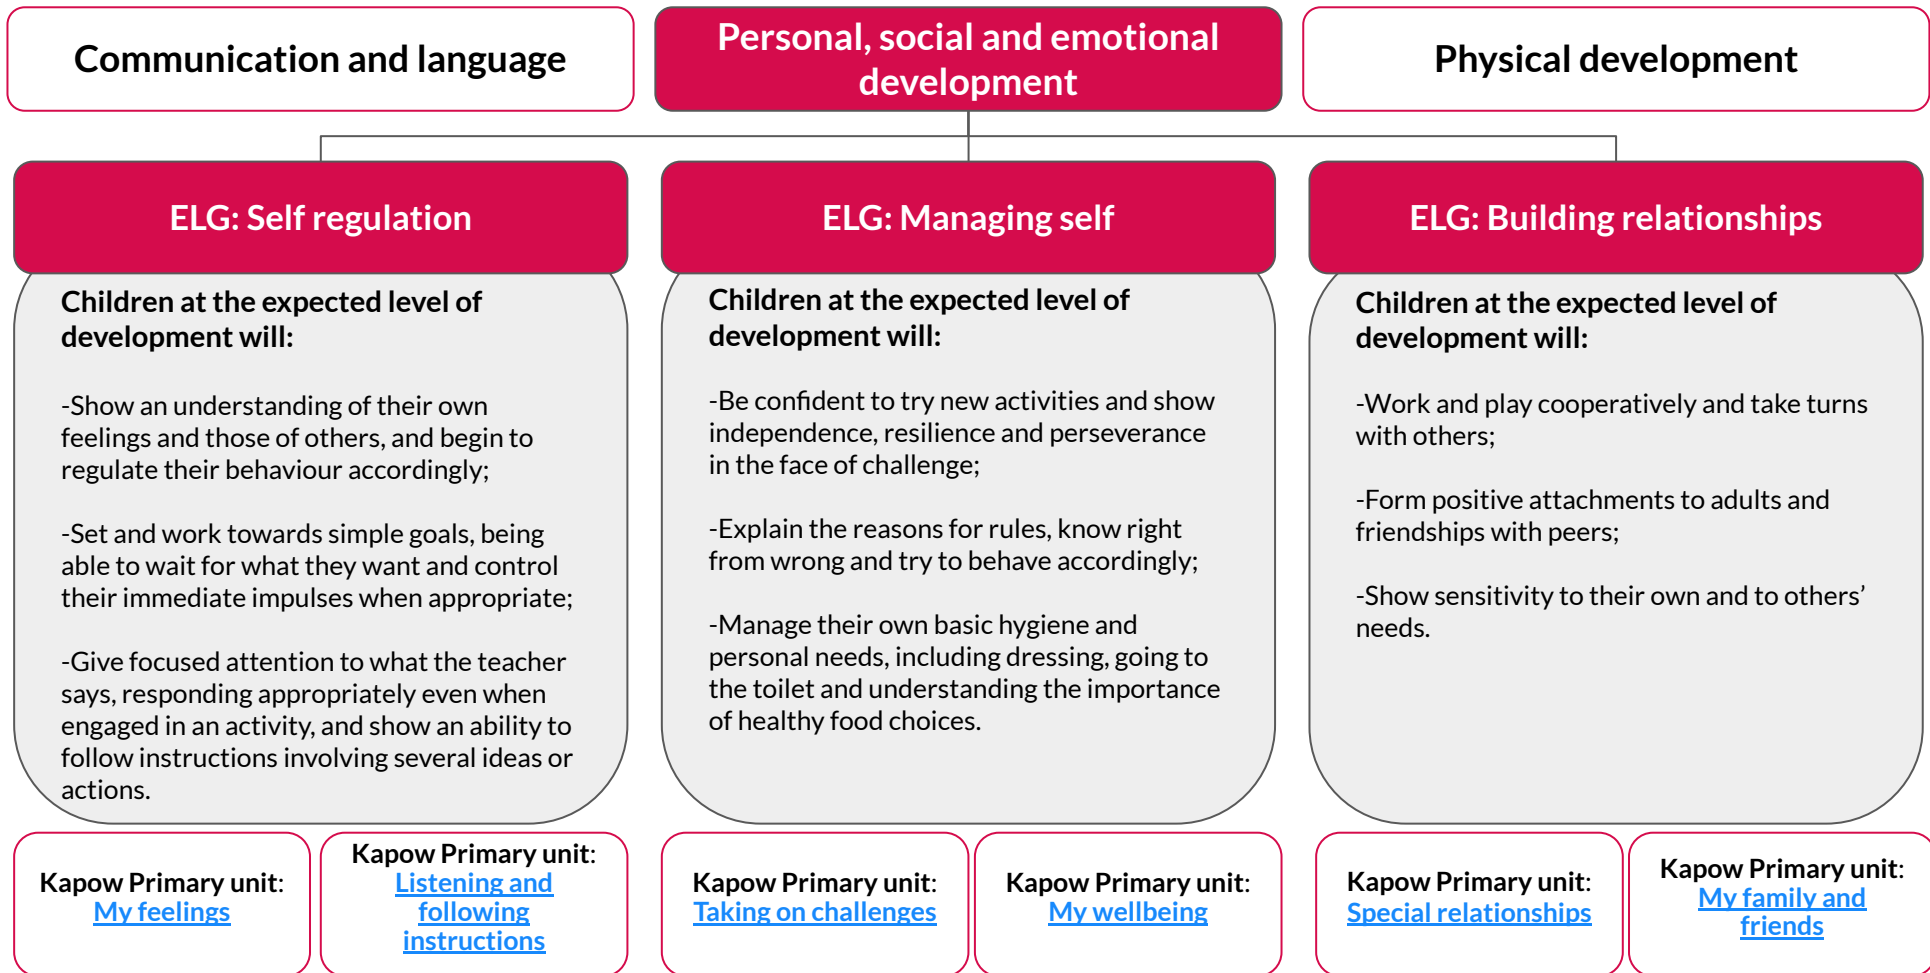 Communication and language
Personal, social and emotional
development
Physical development
ELG: Self regulation
Children at the expected level of
development will:
-Show an understanding of their own
feelings and those of others, and begin to
regulate their behaviour accordingly;
-Set and work towards simple goals, being
able to wait for what they want and control
their immediate impulses when appropriate;
-Give focused attention to what the teacher
says, responding appropriately even when
engaged in an activity, and show an ability to
follow instructions involving several ideas or
actions.
Kapow Primary unit:
My feelings
Kapow Primary unit:
Listening and
following
instructions
ELG: Managing self
Children at the expected level of
development will:
-Be confident to try new activities and show
independence, resilience and perseverance
in the face of challenge;
-Explain the reasons for rules, know right
from wrong and try to behave accordingly;
-Manage their own basic hygiene and
personal needs, including dressing, going to
the toilet and understanding the importance
of healthy food choices.
Kapow Primary unit:
Taking on challenges
Kapow Primary unit:
My wellbeing
ELG: Building relationships
Children at the expected level of
development will:
-Work and play cooperatively and take turns
with others;
-Form positive attachments to adults and
friendships with peers;
-Show sensitivity to their own and to others’
needs.
Kapow Primary unit:
Special relationships
Kapow Primary unit:
My family and
friends